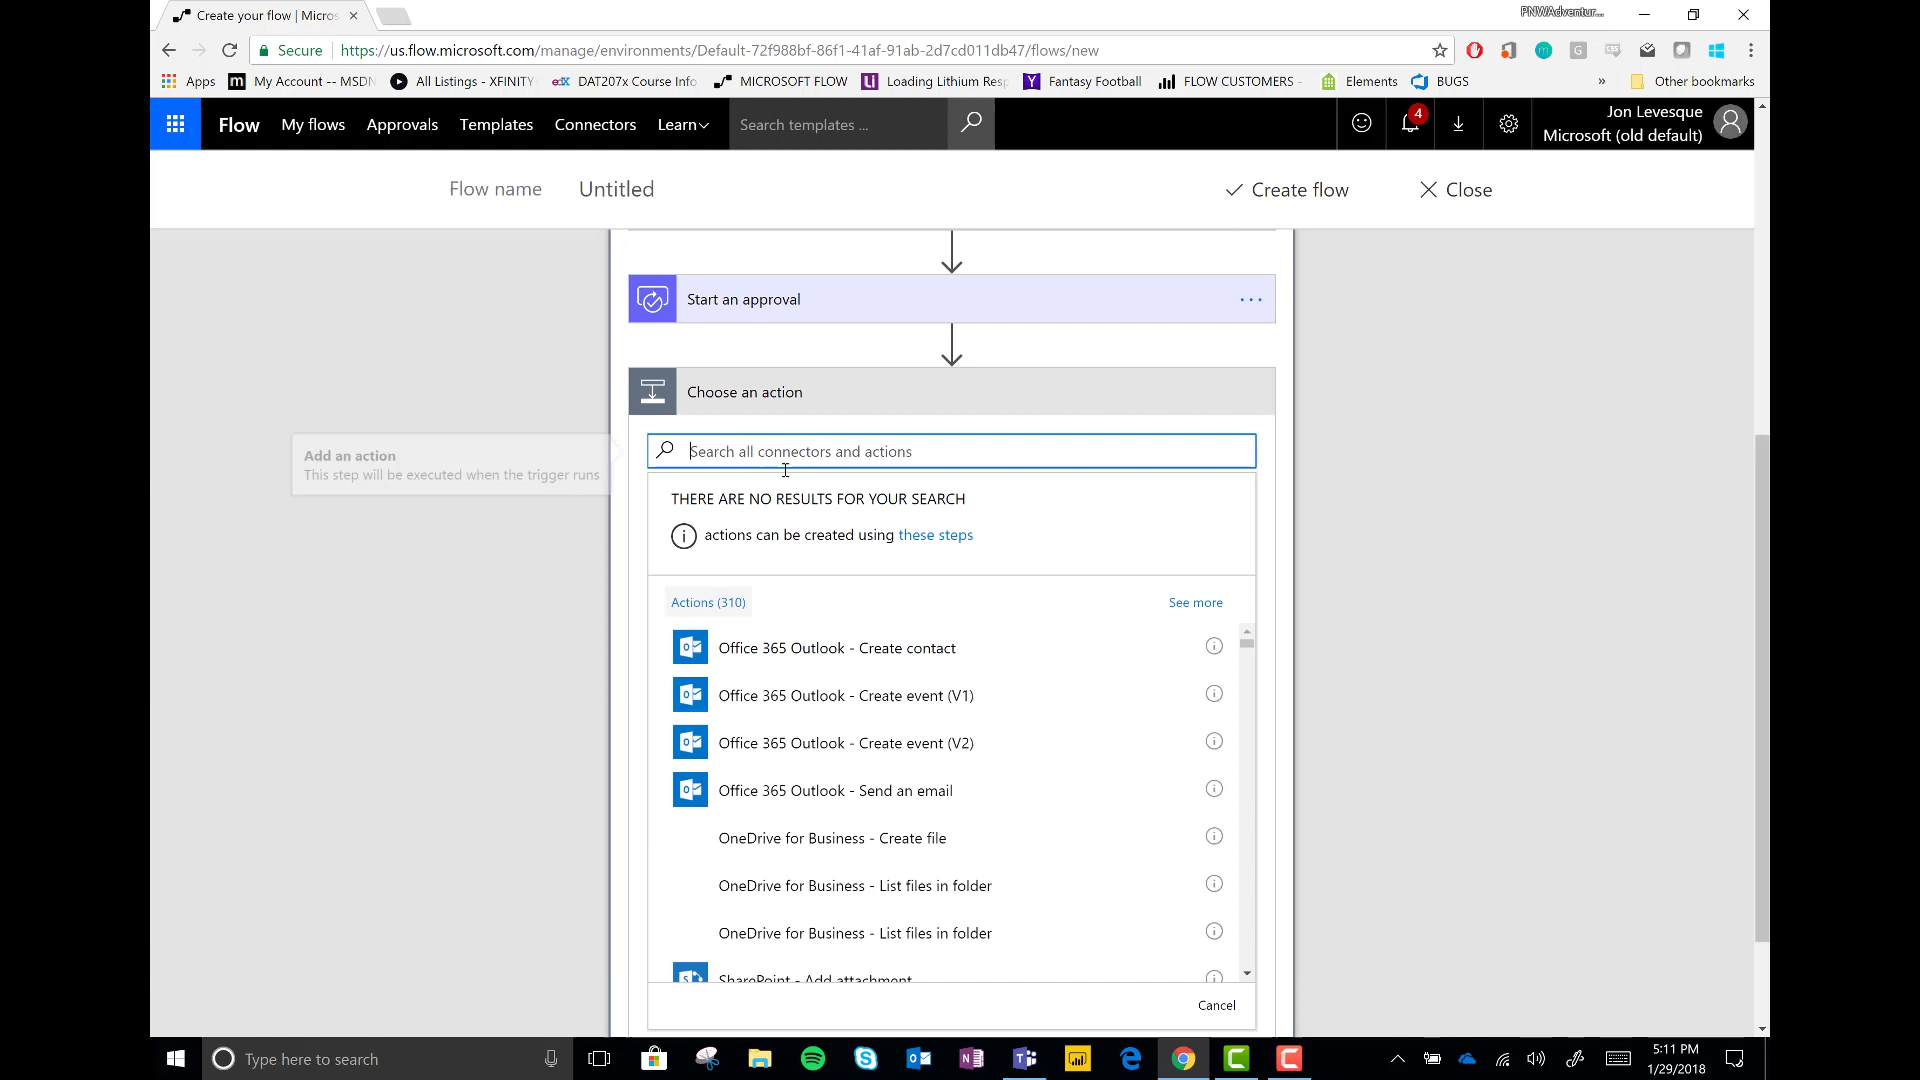 Create your flow | Micros
PNWAdventur...
Secure
https://us.flow.microsoft.com/manage/environments/Default-72f988bf-86f1-41af-91ab-2d7cd011db47/flows/new
Apps
My Account -- MSDN
All Listings - XFINITY
edX DAT207x Course Info
MICROSOFT FLOW
Loading Lithium Resp
Fantasy Football
FLOW CUSTOMERS -
Elements
BUGS
»
Other bookmarks
Flow My flows Approvals Templates Connectors Learn
Search templates ...
4
Jon Levesque
Microsoft (old default)
Flow name Untitled
Create flow
Close
Start an approval
...
Choose an action
Search all connectors and actions
Add an action
This step will be executed when the trigger runs
THERE ARE NO RESULTS FOR YOUR SEARCH
actions can be created using these steps
Actions (310)
See more
Office 365 Outlook - Create contact
Office 365 Outlook - Create event (V1)
Office 365 Outlook - Create event (V2)
Office 365 Outlook - Send an email
OneDrive for Business - Create file
OneDrive for Business - List files in folder
OneDrive for Business - List files in folder
SharePoint - Add attachment
Cancel
Type here to search
5:11 PM
1/29/2018